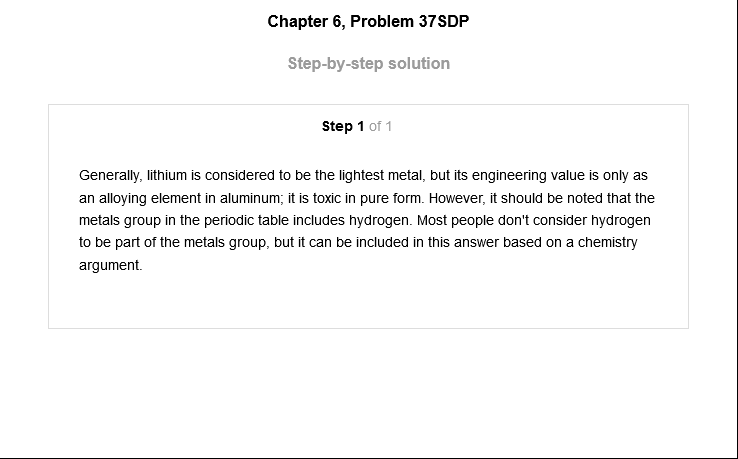 Chapter 6, Problem 37SDP
Step-by-step solution
Step 1 of 1
Generally, lithium is considered to be the lightest metal, but its engineering value is only as
an alloying element in aluminum; it is toxic in pure form. However, it should be noted that the
metals group in the periodic table includes hydrogen. Most people don't consider hydrogen
to be part of the metals group, but it can be included in this answer based on a chemistry
argument.